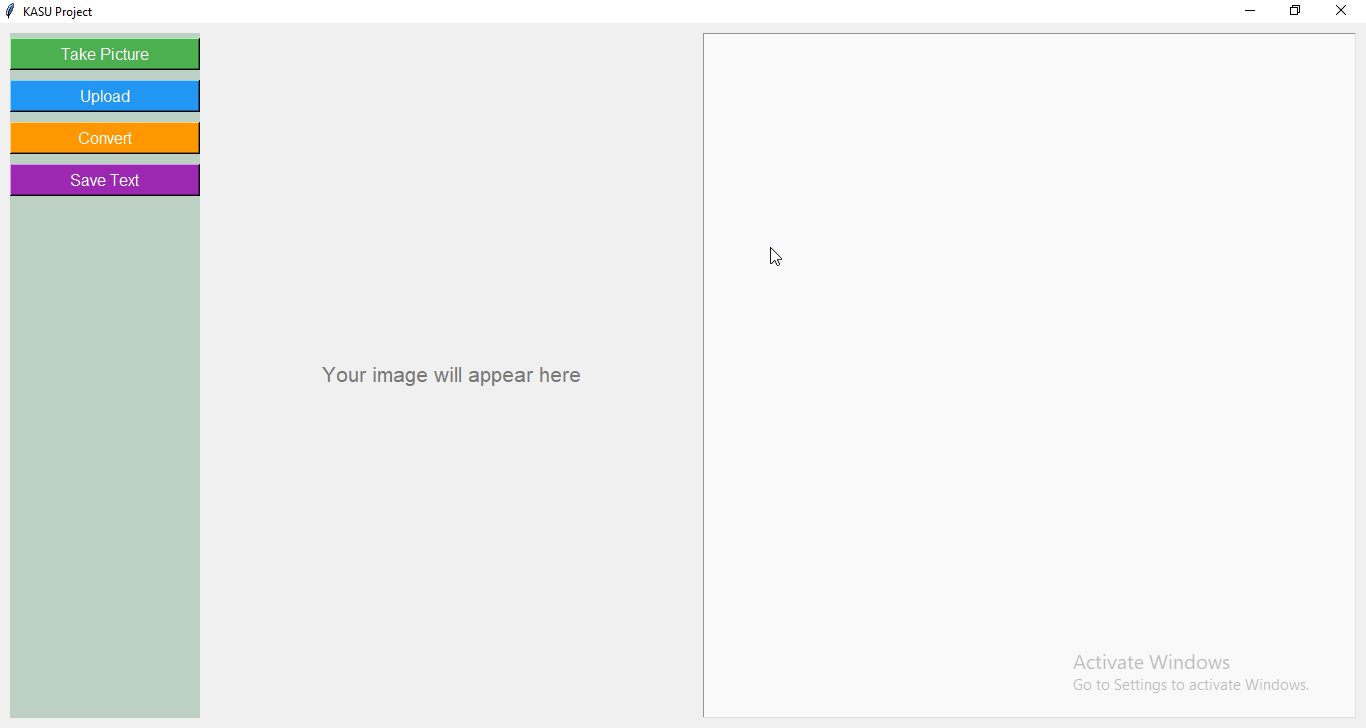 KASU Project
Take Picture
Upload
Convert
Save Text
Your image will appear here
Activate Windows
Go to Settings to activate Windows.